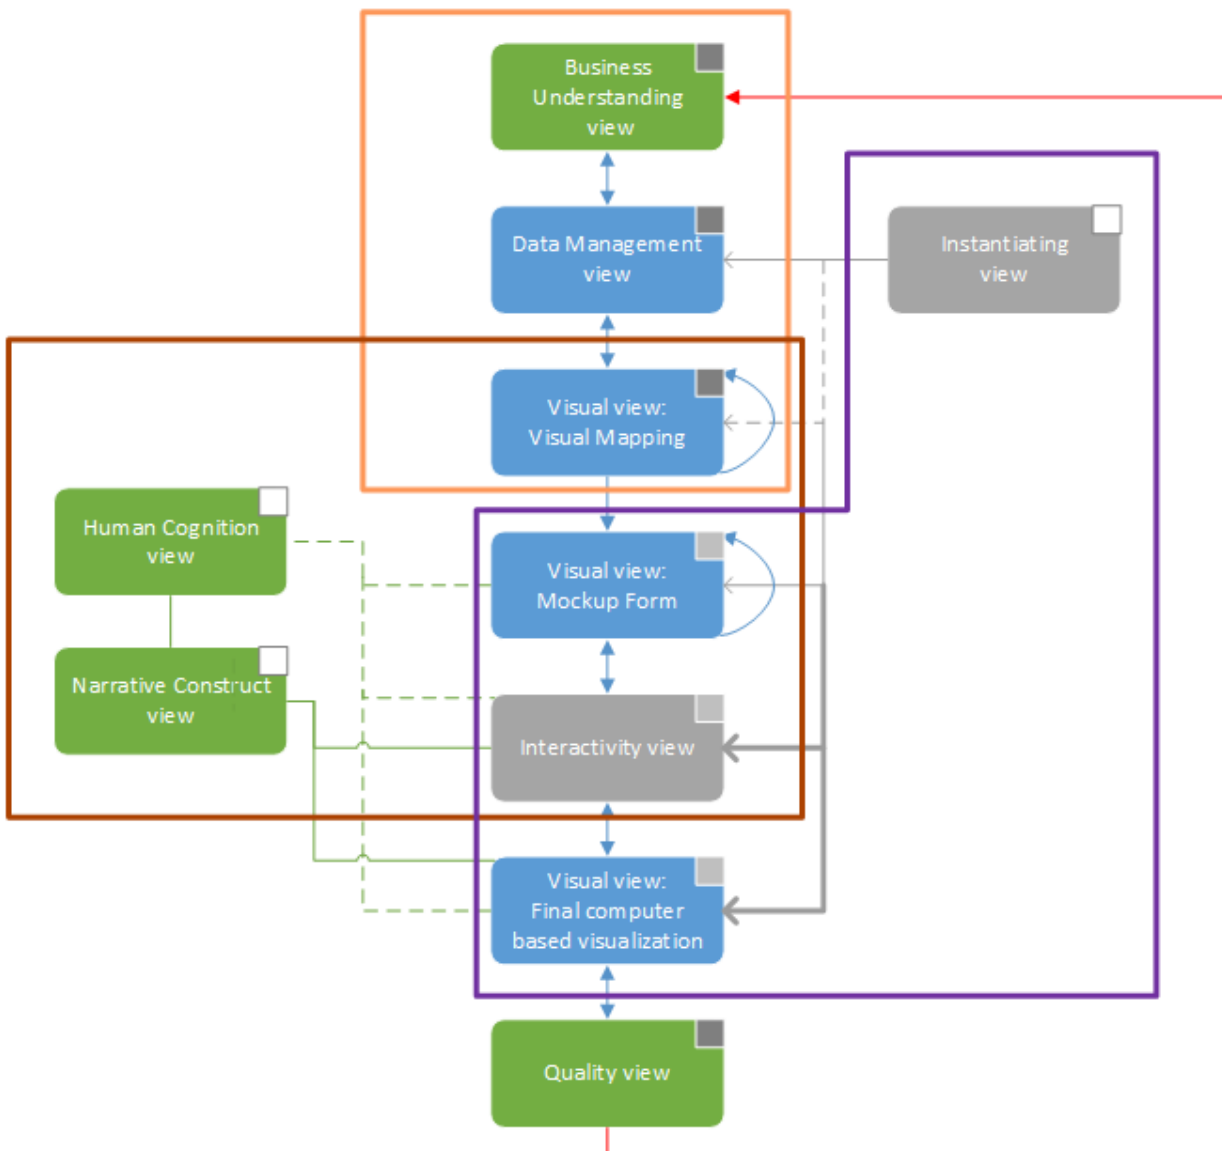 Business
Understanding
view
Data Management
view
Instantiating
view
Visual view:
Visual Mapping
Human Cognition
view
Visual view:
Mockup Form
Narrative Construct
view
Interactivity view
Visual view:
Final computer
based visualization
Quality view